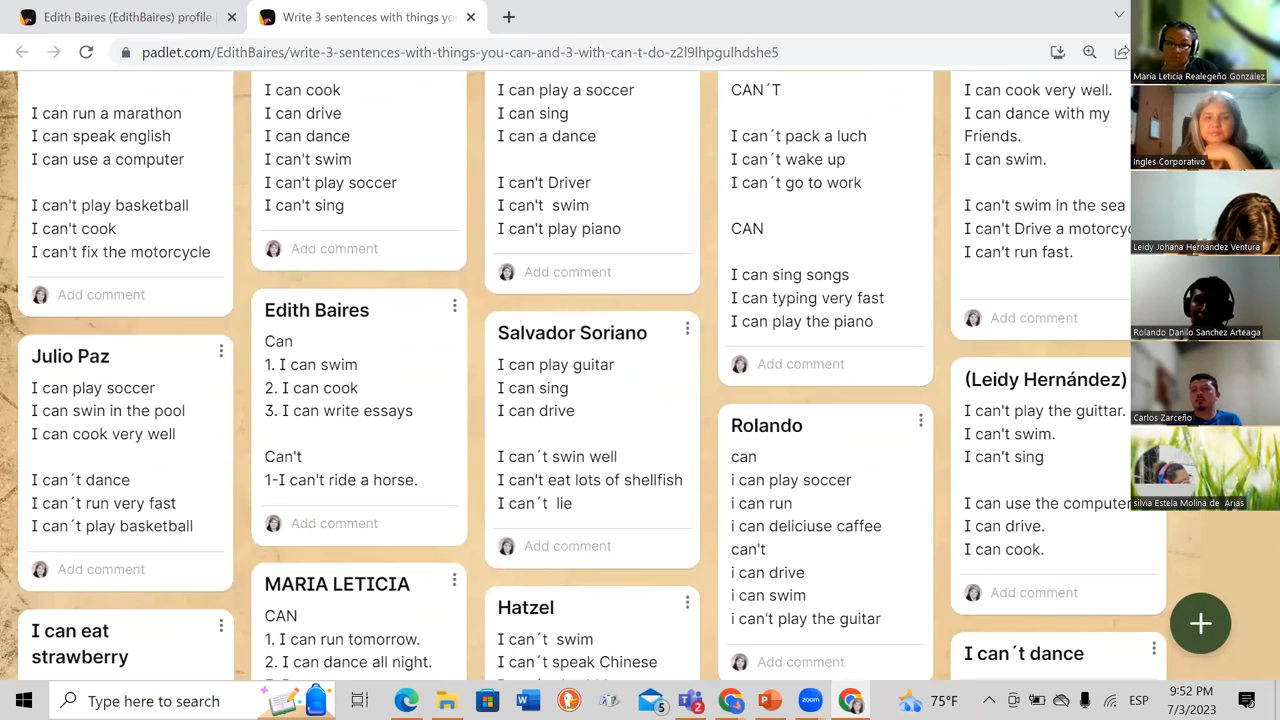 Edith Baires (EdithBaires) profile
Write 3 sentences with things you
padlet.com/EdithBaires/write-3-sentences-with-things-you-can-and-3-with-can-t-do-z2l9lhpgulhdshe5
I can run a marathon
I can speak english
I can use a computer
I can't play basketball
I can't cook
I can't fix the motorcycle
Add comment
Julio Paz
I can play soccer
I can swin in the pool
I can cook very well
I can´t dance
I can´t run very fast
I can´t play basketball
Add comment
I can eat
strawberry
I can cook
I can drive
I can dance
I can't swim
I can't play soccer
I can't sing
Add comment
Edith Baires
Can
1. I can swim
2. I can cook
3. I can write essays
Can't
1-I can't ride a horse.
Add comment
MARIA LETICIA
CAN
1. I can run tomorrow.
2. I can dance all night.
I can play a soccer
I can sing
I can a dance
I can't Driver
I can't swim
I can't play piano
Add comment
Salvador Soriano
I can play guitar
I can sing
I can drive
I can´t swin well
I can't eat lots of shellfish
I can´t lie
Add comment
Hatzel
I can´t swim
I can´t speak Chinese
CAN´T
I can´t pack a luch
I can´t wake up
I can´t go to work
CAN
I can sing songs
I can typing very fast
I can play the piano
Add comment
Rolando
can
i can play soccer
i can run
i can deliciuse caffee
can't
i can drive
i can swim
i can't play the guitar
Add comment
I can cook very well.
I can dance with my
Friends.
I can swim.
I can't swim in the sea
I can't Drive a motorcy
I can't run fast.
Add comment
(Leidy Hernández)
I can't play the guittar.
I can't swim.
I can't sing
I can use the computer
I can drive.
I can cook.
Add comment
I can´t dance
María Leticia Realegeño González
Ingles Corporativo
Leidy Johana Hernández Ventura
Rolando Danilo Sanchez Arteaga
Carlos Zarceño
silvia Estela Molina de Arias
Type here to search
5
2
zoom
75°F
ESP
9:52 PM
7/3/2023